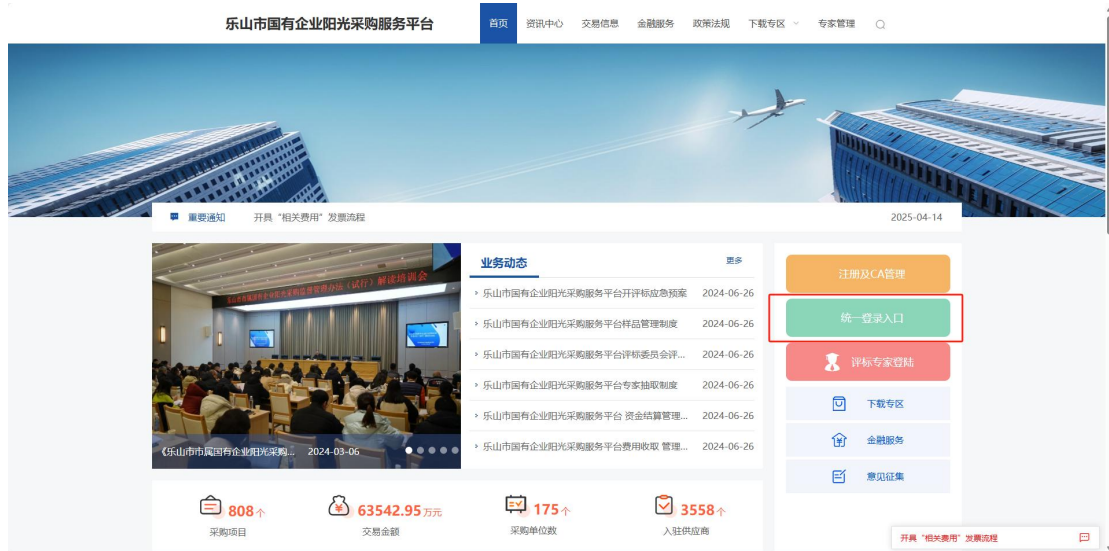 乐山市国有企业阳光采购服务平台
首页 资讯中心 交易信息 金融服务 政策法规 下载专区 专家管理
重要通知 开具“相关费用”发票流程 2025-04-14
业务动态 更多
乐山市国有企业阳光采购服务平台开评标应急预案 2024-06-26
乐山市国有企业阳光采购服务平台样品管理制度 2024-06-26
乐山市国有企业阳光采购服务平台评标委员会评... 2024-06-26
乐山市国有企业阳光采购服务平台专家抽取制度 2024-06-26
乐山市国有企业阳光采购服务平台 资金结算管理... 2024-06-26
乐山市国有企业阳光采购服务平台费用收取 管理... 2024-06-26
《乐山市市属国有企业阳光采购... 2024-03-06
注册及CA管理
统一登录入口
评标专家登陆
下载专区
金融服务
意见征集
808个
采购项目
63542.95万元
交易金额
175个
采购单位数
3558个
入驻供应商
开具“相关费用”发票流程